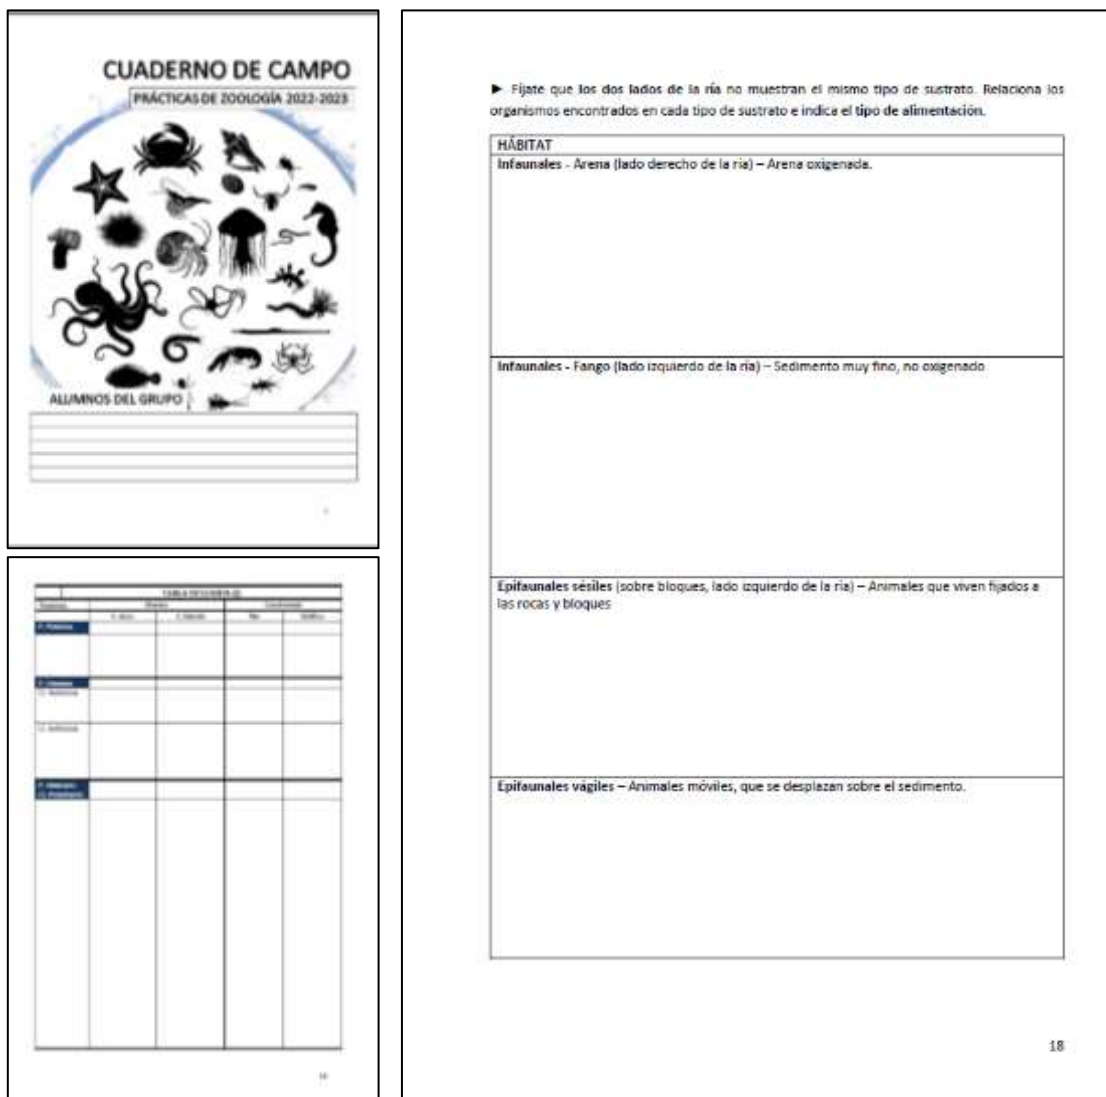 CUADERNO DE CAMPO
PRÁCTICAS DE ZOOLOGÍA 2022-2023
ALUMNOS DEL GRUPO
TABLA RESUMEN
► Fíjate que los dos lados de la ría no muestran el mismo tipo de sustrato. Relaciona los
organismos encontrados en cada tipo de sustrato e indica el tipo de alimentación.
HÁBITAT
Infaunales - Arena (lado derecho de la ría) – Arena oxigenada.
Infaunales - Fango (lado izquierdo de la ría) – Sedimento muy fino, no oxigenado
Epifaunales sésiles (sobre bloques, lado izquierdo de la ría) – Animales que viven fijados a
las rocas y bloques
Epifaunales vágiles – Animales móviles, que se desplazan sobre el sedimento.
18